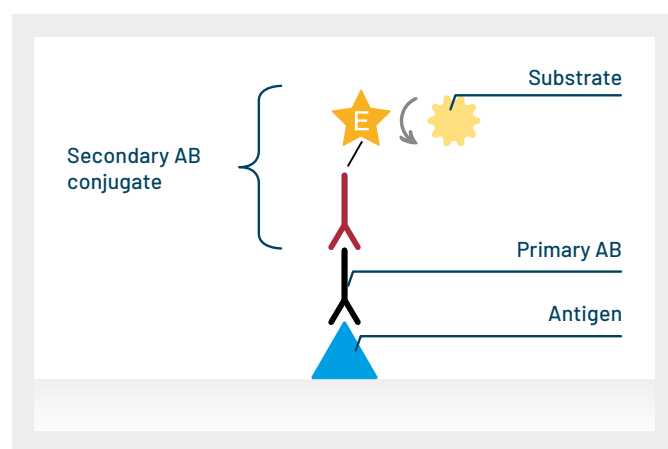 Substrate
E
Secondary AB
conjugate
Primary AB
Antigen